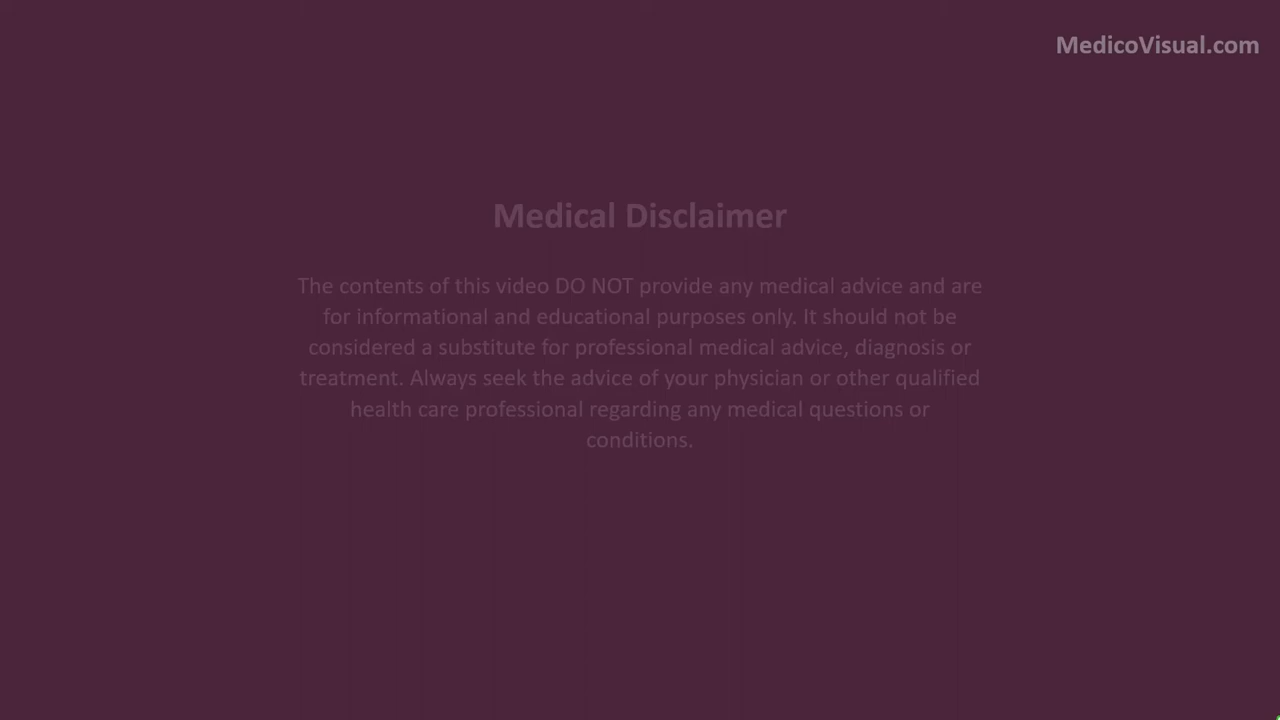 MedicoVisual.com
Medical Disclaimer
The contents of this video DO NOT provide any medical advice and are
for informational and educational purposes only. It should not be
considered a substitute for professional medical advice, diagnosis or
treatment. Always seek the advice of your physician or other qualified
health care professional regarding any medical questions or
conditions.